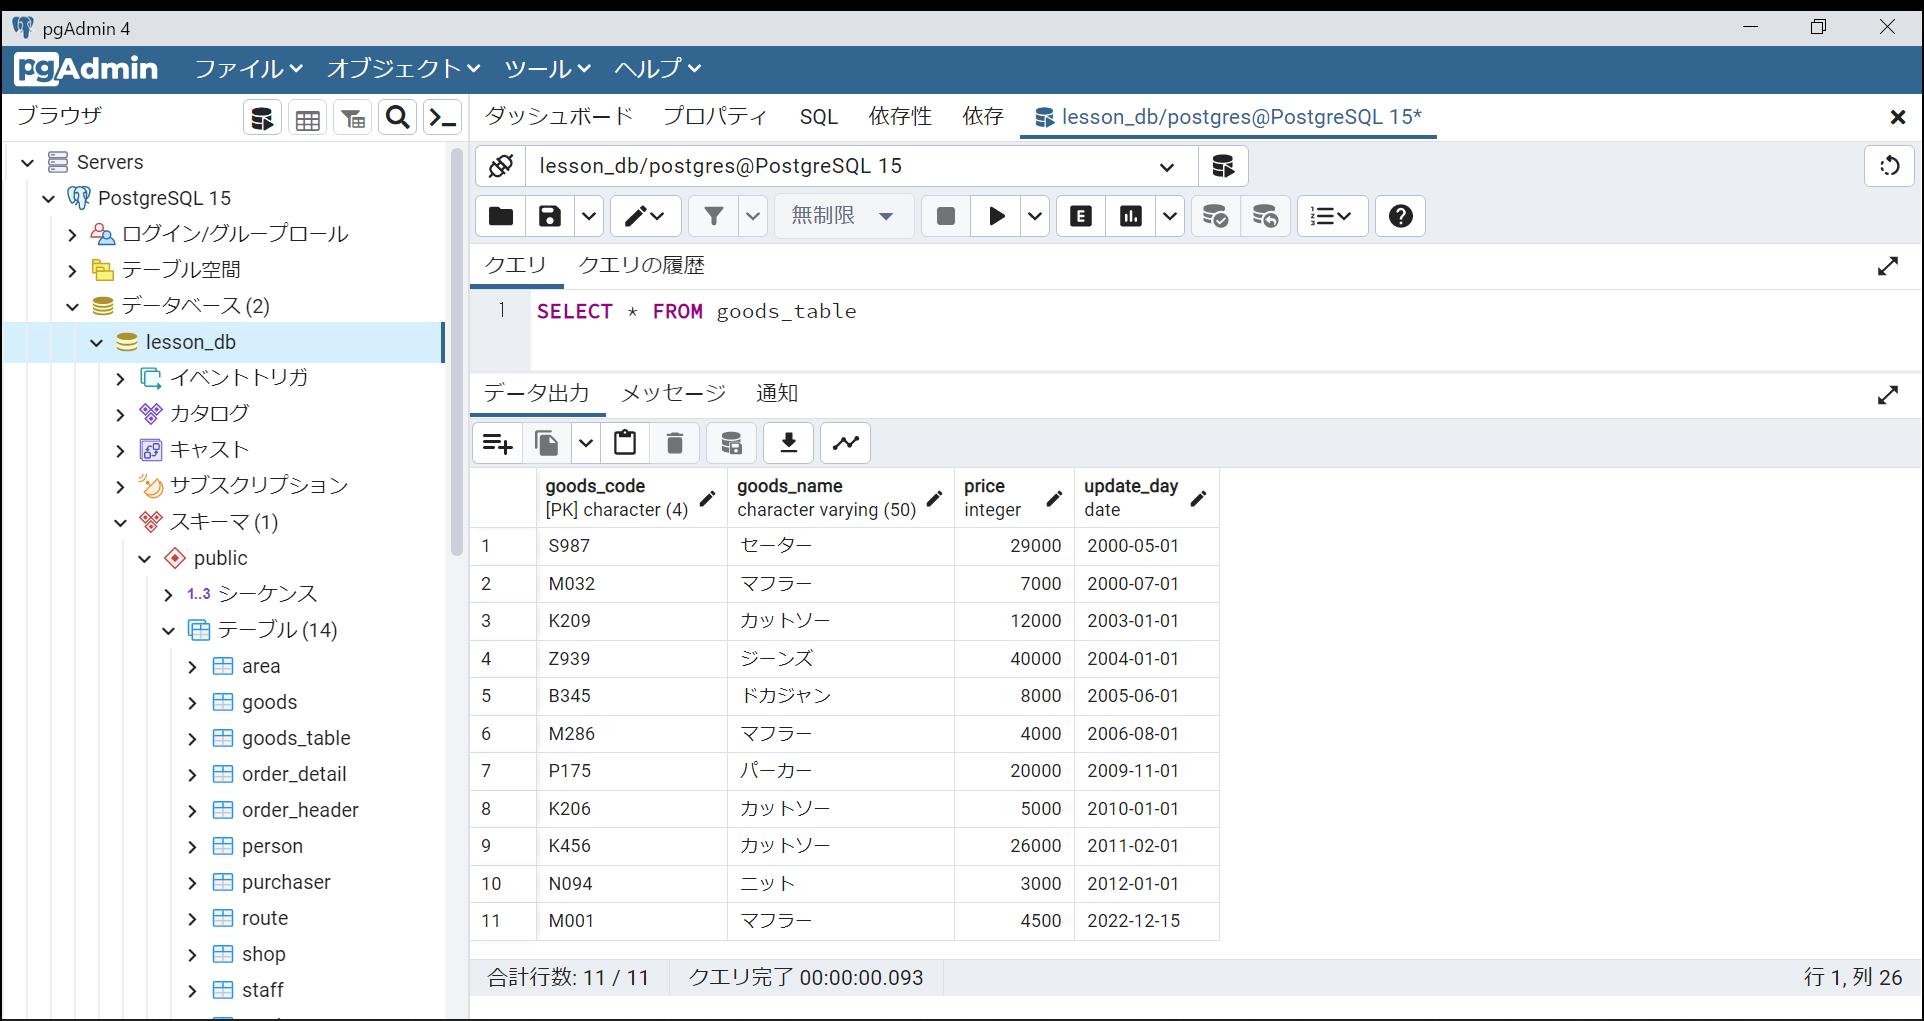 pgAdmin 4
pgAdmin ファイル オブジェクト ツール ヘルプ
ブラウザ
ダッシュボード プロパティ SQL 依存性 依存 lesson_db/postgres@PostgreSQL 15*
Servers
PostgreSQL 15
ログイン/グループロール
テーブル空間
データベース (2)
lesson_db
イベントトリガ
カタログ
キャスト
サブスクリプション
スキーマ (1)
public
1..3 シーケンス
テーブル (14)
area
goods
goods_table
order_detail
order_header
person
purchaser
route
shop
staff
lesson_db/postgres@PostgreSQL 15
無制限 E
クエリ クエリの履歴
1 SELECT * FROM goods_table
データ出力 メッセージ 通知
goods_code goods_name price update_day
[PK] character (4) character varying (50) integer date
1 S987 セーター 29000 2000-05-01
2 M032 マフラー 7000 2000-07-01
3 K209 カットソー 12000 2003-01-01
4 Z939 ジーンズ 40000 2004-01-01
5 B345 ドカジャン 8000 2005-06-01
6 M286 マフラー 4000 2006-08-01
7 P175 パーカー 20000 2009-11-01
8 K206 カットソー 5000 2010-01-01
9 K456 カットソー 26000 2011-02-01
10 N094 ニット 3000 2012-01-01
11 M001 マフラー 4500 2022-12-15
合計行数: 11 / 11 クエリ完了 00:00:00.093 行 1, 列 26